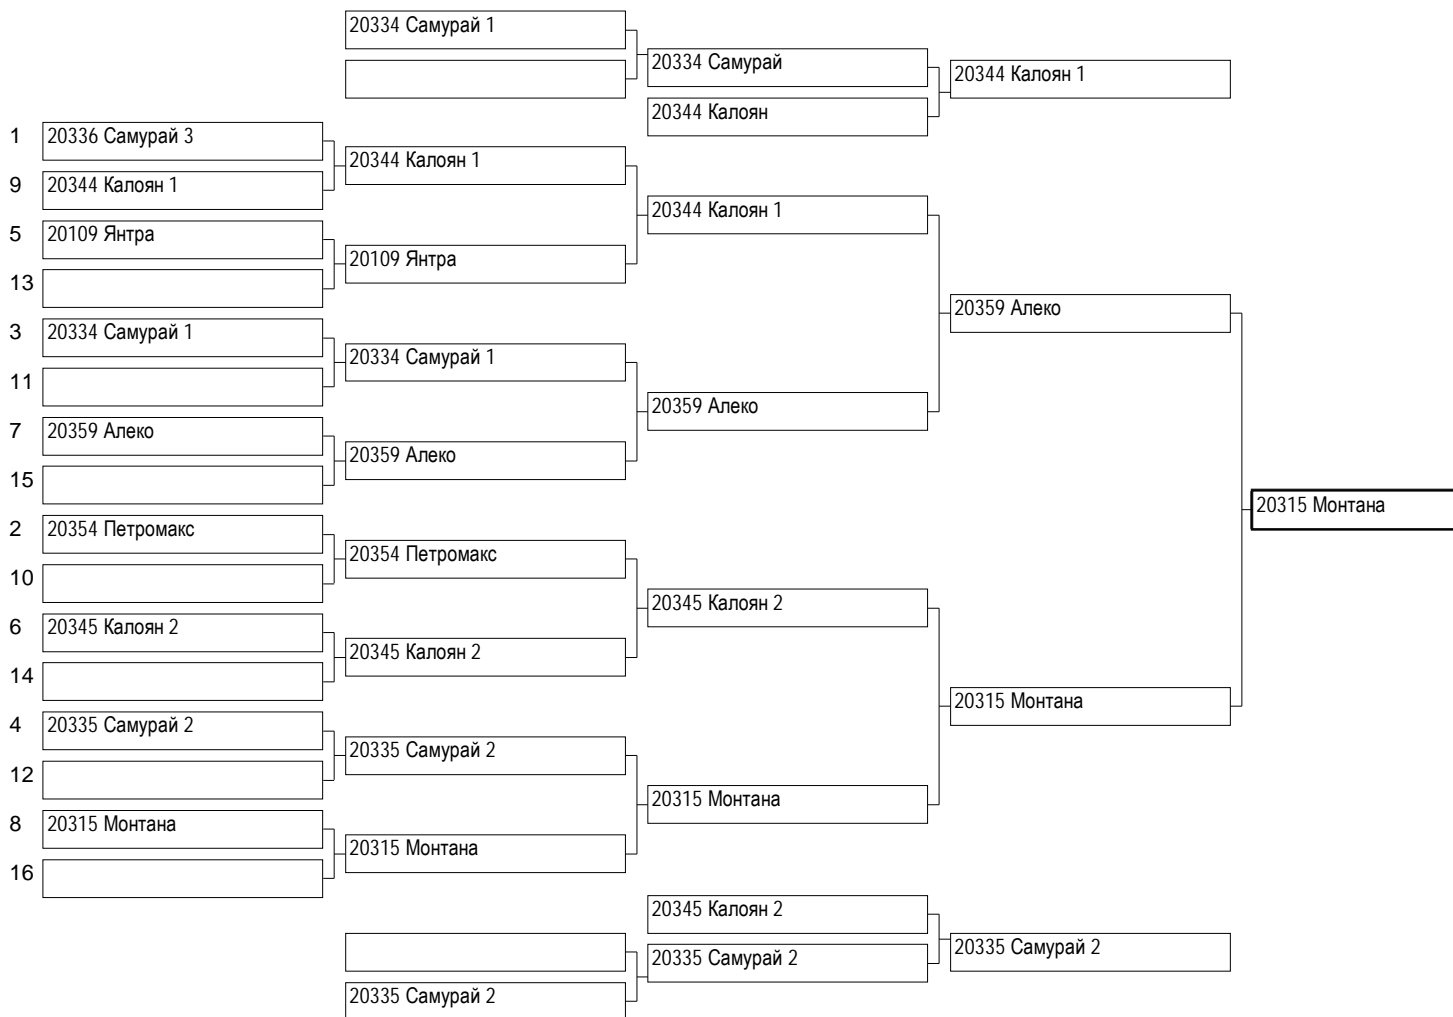 20334 Самурай 1
20334 Самурай
20344 Калоян 1
20344 Калоян
1 20336 Самурай 3
20344 Калоян 1
9 20344 Калоян 1
20344 Калоян 1
5 20109 Янтра
20109 Янтра
13
20359 Алеко
3 20334 Самурай 1
20334 Самурай 1
11
20359 Алеко
7 20359 Алеко
20359 Алеко
15
20315 Монтана
2 20354 Петромакс
20354 Петромакс
10
20345 Калоян 2
6 20345 Калоян 2
20345 Калоян 2
14
20315 Монтана
4 20335 Самурай 2
20335 Самурай 2
12
20315 Монтана
8 20315 Монтана
20315 Монтана
16
20345 Калоян 2
20335 Самурай 2
20335 Самурай 2
20335 Самурай 2